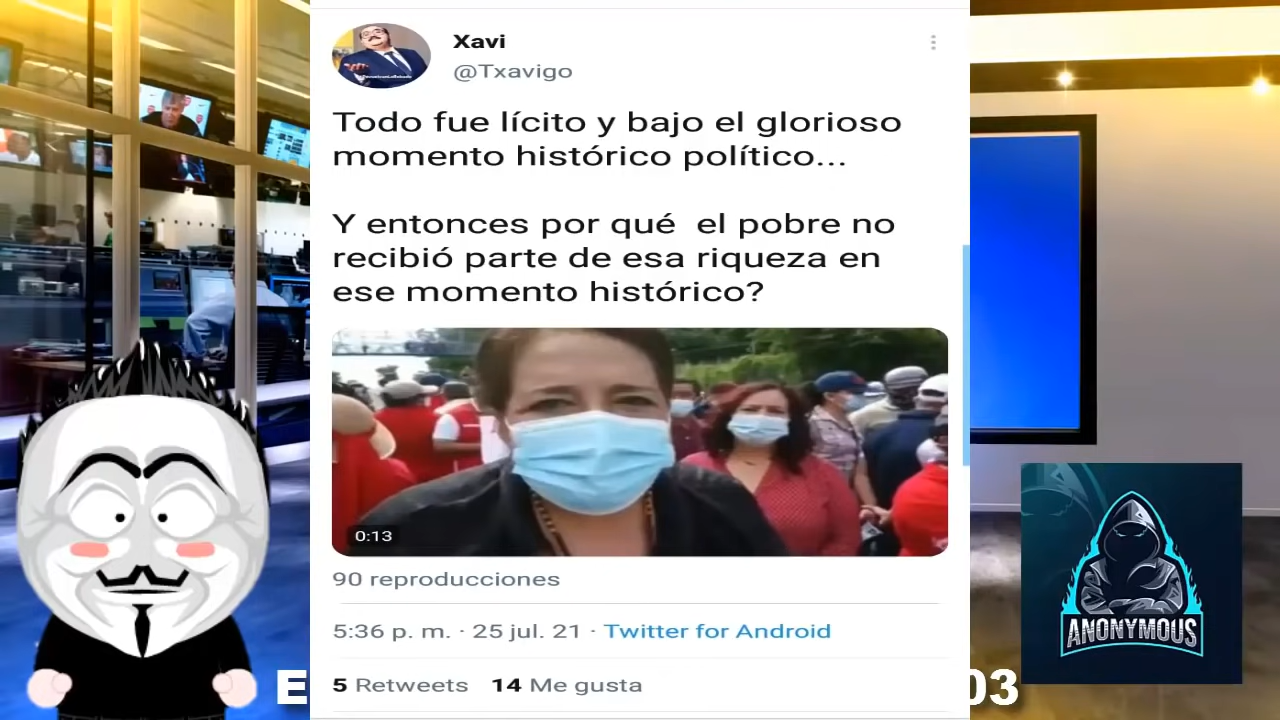 Xavi
@Txavigo
Todo fue lícito y bajo el glorioso
momento histórico político...
Y entonces por qué el pobre no
recibió parte de esa riqueza en
ese momento histórico?
0:13
90 reproducciones
5:36 p. m. · 25 jul. 21 · Twitter for Android
5 Retweets 14 Me gusta
E
03
ANONYMOUS